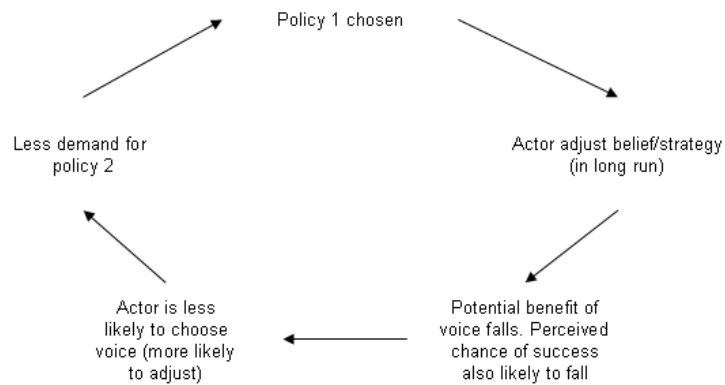 Policy 1 chosen
Actor adjust belief/strategy
(in long run)
Potential benefit of
voice falls. Perceived
chance of success
also likely to fall
Actor is less
likely to choose
voice (more likely
to adjust)
Less demand for
policy 2